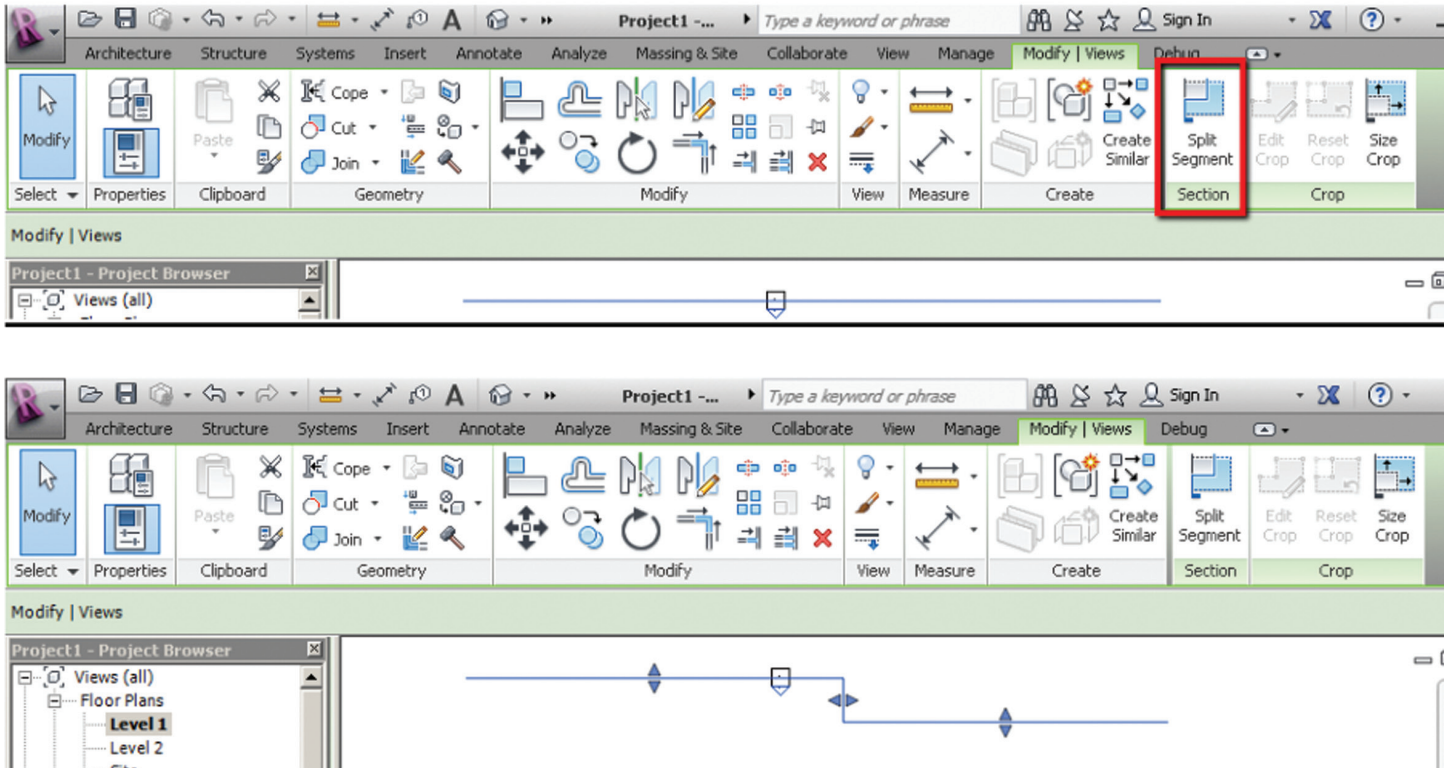 Project1 -... Type a keyword or phrase Sign In
Architecture Structure Systems Insert Annotate Analyze Massing & Site Collaborate View Manage Modify | Views Debug
Modify Paste Cope Cut Join Create Similar Split Segment Edit Crop Reset Crop Size Crop
Select Properties Clipboard Geometry Modify View Measure Create Section Crop
Modify | Views
Project1 - Project Browser
Views (all)
Project1 -... Type a keyword or phrase Sign In
Architecture Structure Systems Insert Annotate Analyze Massing & Site Collaborate View Manage Modify | Views Debug
Modify Paste Cope Cut Join Create Similar Split Segment Edit Crop Reset Crop Size Crop
Select Properties Clipboard Geometry Modify View Measure Create Section Crop
Modify | Views
Project1 - Project Browser
Views (all)
Floor Plans
Level 1
Level 2